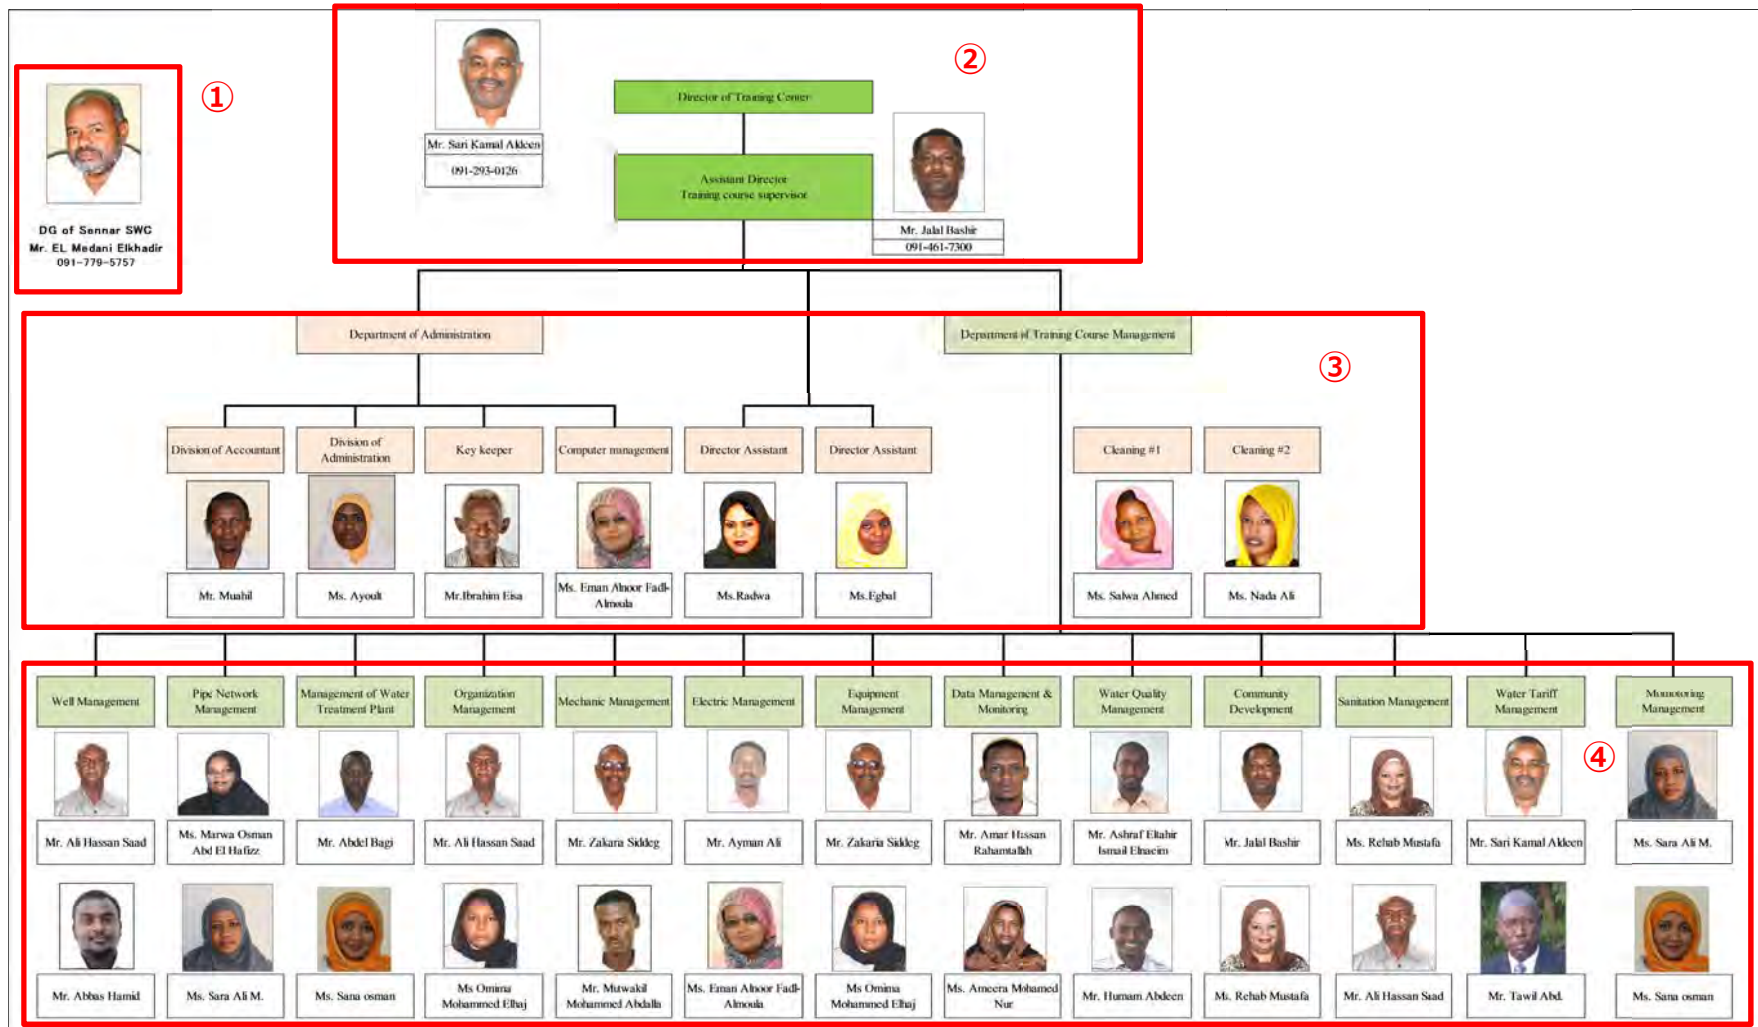 ①
DG of Sennar SWC
Mr. EL Medani Elkhadir
091-779-5757
②
Director of Training Center
Mr. Sari Kamal Aldeen
091-293-0126
Assistant Director
Training course supervisor
Mr. Jalal Bashir
091-461-7300
③
Department of Administration
Department of Training Course Management
Division of Accountant
Division of
Administration
Key keeper
Computer management
Director Assistant
Director Assistant
Cleaning #1
Cleaning #2
Mr. Muahil
Ms. Ayoult
Mr.Ibrahim Eisa
Ms. Eman Alnoor Fadl-
Almoula
Ms.Radwa
Ms.Egbal
Ms. Salwa Ahmed
Ms. Nada Ali
④
Well Management
Pipe Network
Management
Management of Water
Treatment Plant
Organization
Management
Mechanic Management
Electric Management
Equipment
Management
Data Management &
Monitoring
Water Quality
Management
Community
Development
Sanitation Management
Water Tariff
Management
Momotoring
Management
Mr. Ali Hassan Saad
Ms. Marwa Osman
Abd El Hafizz
Mr. Abdel Bagi
Mr. Ali Hassan Saad
Mr. Zakaria Siddeg
Mr. Ayman Ali
Mr. Zakaria Siddeg
Mr. Amar Hassan
Rahamtallah
Mr. Ashraf Eltahir
Ismail Elnaeim
Mr. Jalal Bashir
Ms. Rehab Mustafa
Mr. Sari Kamal Aldeen
Ms. Sara Ali M.
Mr. Abbas Hamid
Ms. Sara Ali M.
Ms. Sana osman
Ms Omima
Mohammed Elhaj
Mr. Mutwakil
Mohammed Abdalla
Ms. Eman Alnoor Fadl-
Almoula
Ms Omima
Mohammed Elhaj
Ms. Ameera Mohamed
Nur
Mr. Humam Abdeen
Ms. Rehab Mustafa
Mr. Ali Hassan Saad
Mr. Tawil Abd.
Ms. Sana osman